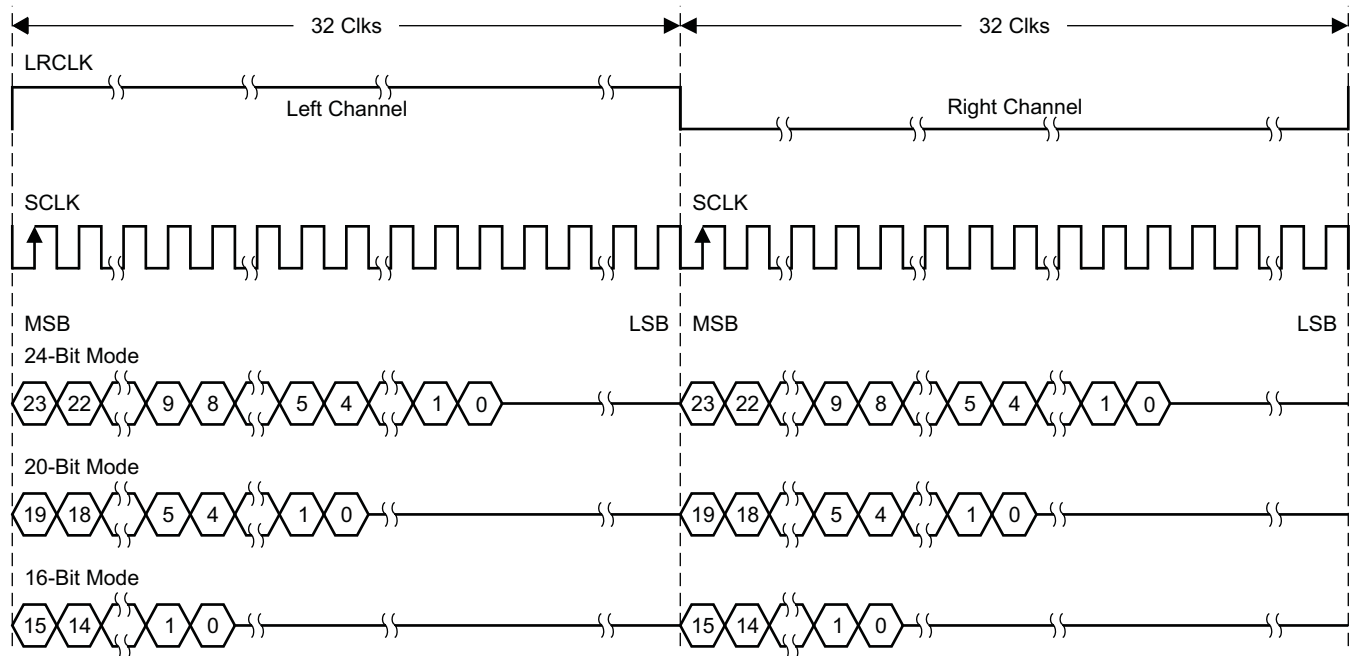 32 Clks 32 Clks
LRCLK
Left Channel Right Channel
SCLK SCLK
MSB LSB MSB LSB
24-Bit Mode
23 22 9 8 5 4 1 0 23 22 9 8 5 4 1 0
20-Bit Mode
19 18 5 4 1 0 19 18 5 4 1 0
16-Bit Mode
15 14 1 0 15 14 1 0